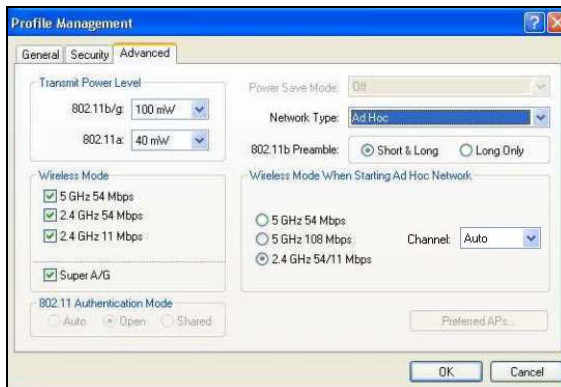 Profile Management
General Security Advanced
Transmit Power Level
802.11b/g: 100 mW
802.11a: 40 mW
Power Save Mode: Off
Network Type: Ad Hoc
802.11b Preamble: Short & Long Long Only
Wireless Mode
5 GHz 54 Mbps
2.4 GHz 54 Mbps
2.4 GHz 11 Mbps
Super A/G
Wireless Mode When Starting Ad Hoc Network
5 GHz 54 Mbps
5 GHz 108 Mbps
2.4 GHz 54/11 Mbps
Channel: Auto
802.11 Authentication Mode
Auto Open Shared
Preferred APs...
OK Cancel